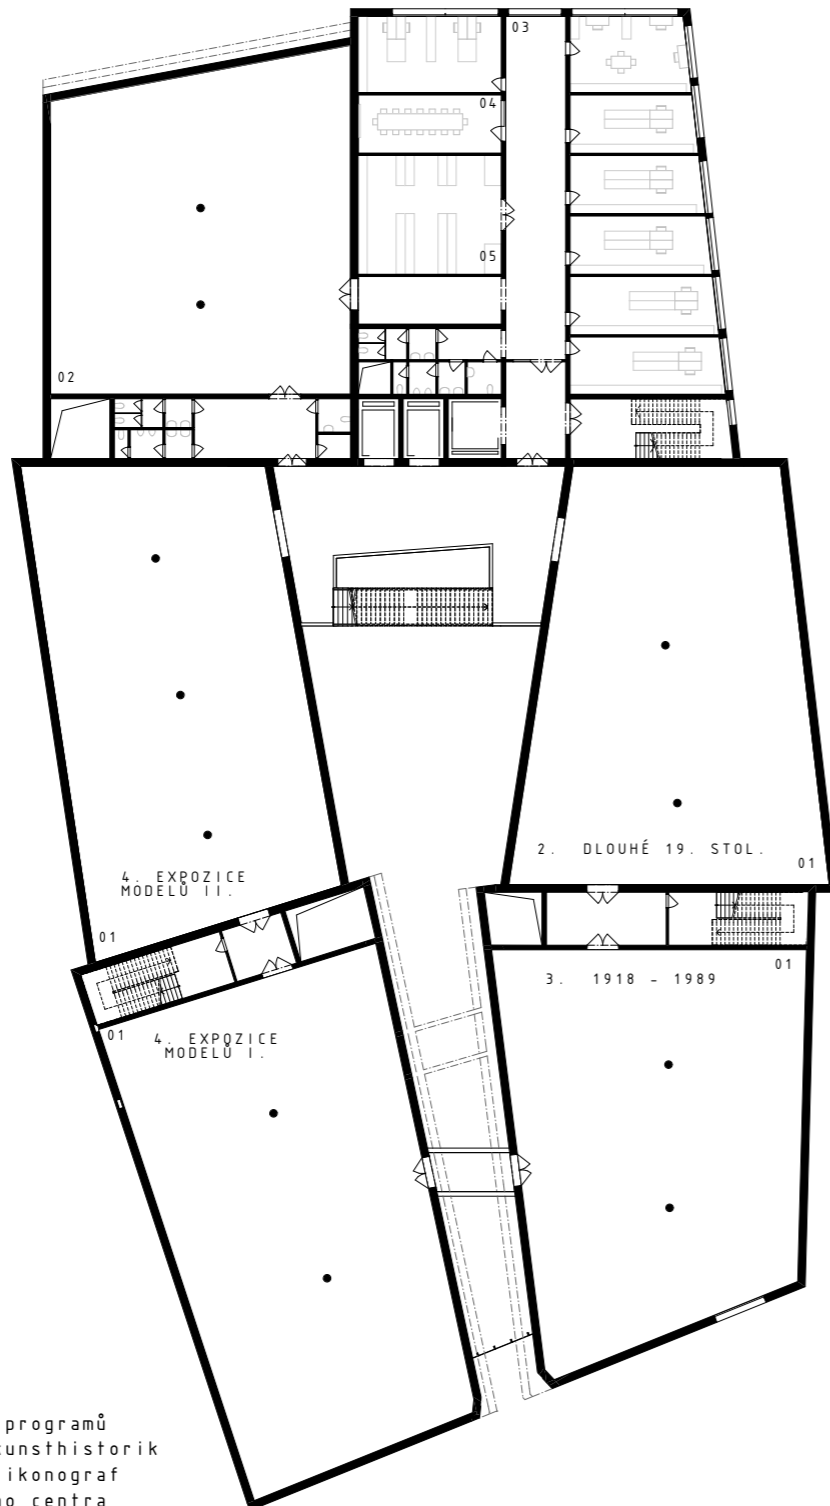 03
04
05
02
2. DLOUHÉ 19. STOL.
01
4. EXPOZICE
MODELŮ II.
01
3. 1918 - 1989
01
01
4. EXPOZICE
MODELŮ I.
programů
kunsthistorik
ikonograf
centra